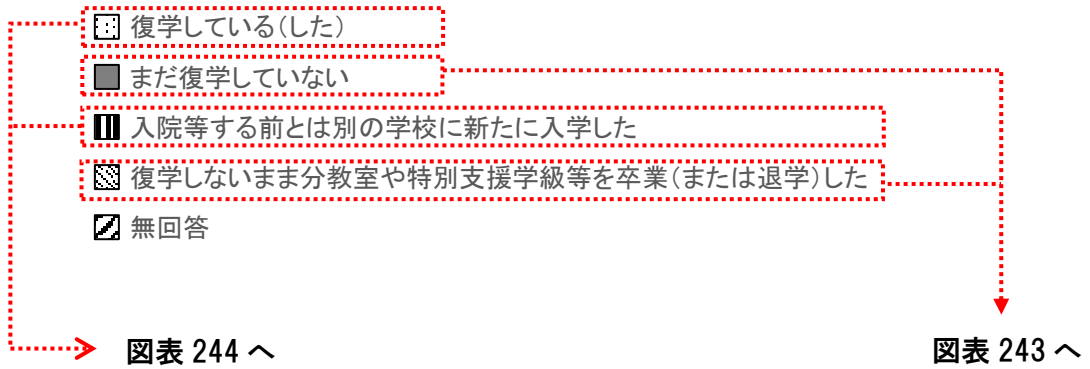 復学している（した）
まだ復学していない
入院等する前とは別の学校に新たに入学した
復学しないまま分教室や特別支援学級等を卒業（または退学）した
無回答
図表 244 へ
図表 243 へ